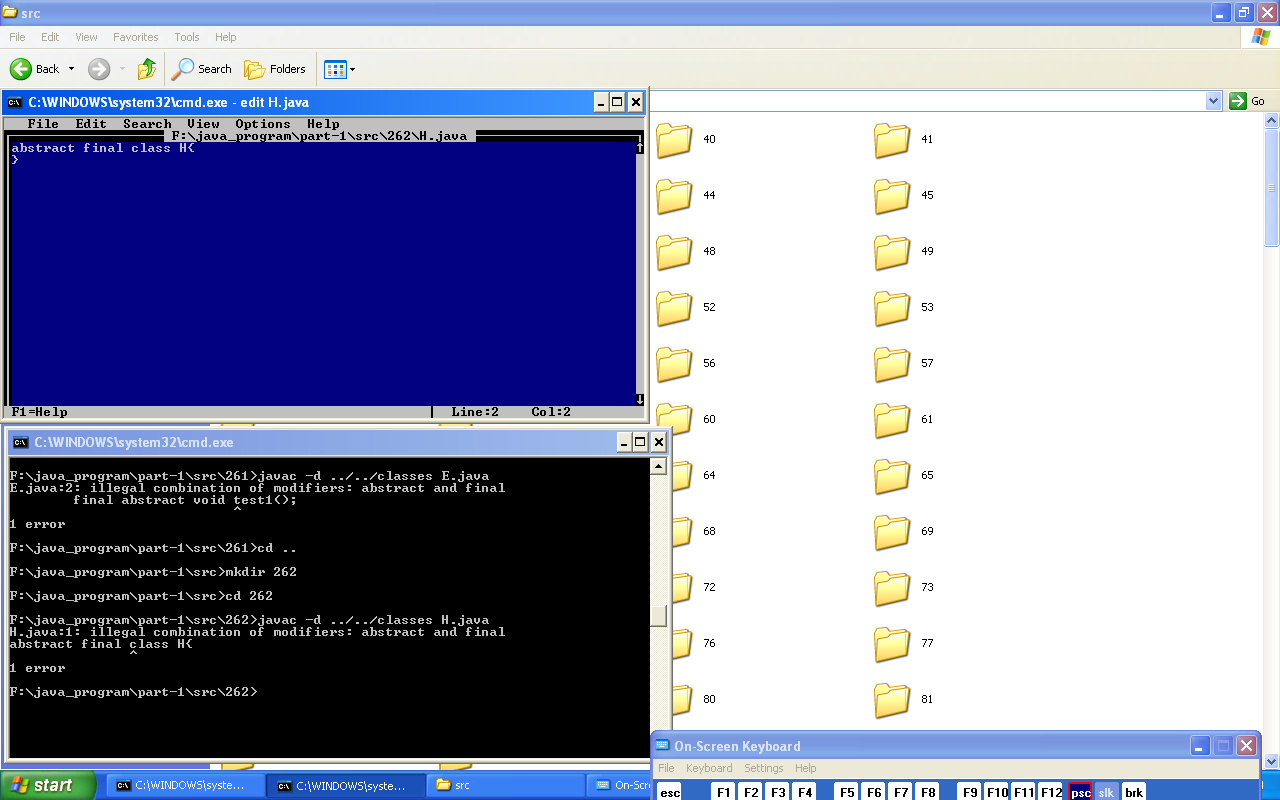 src
File Edit View Favorites Tools Help
Back Search Folders
Go
C:\WINDOWS\system32\cmd.exe - edit H.java
File Edit Search View Options Help
F:\java_program\part-1\src\262\H.java
abstract final class H{
}
F1=Help Line:2 Col:2
C:\WINDOWS\system32\cmd.exe
F:\java_program\part-1\src\261>javac -d ../../classes E.java
E.java:2: illegal combination of modifiers: abstract and final
final abstract void test1();
^
1 error
F:\java_program\part-1\src\261>cd ..
F:\java_program\part-1\src>mkdir 262
F:\java_program\part-1\src>cd 262
F:\java_program\part-1\src\262>javac -d ../../classes H.java
H.java:1: illegal combination of modifiers: abstract and final
abstract final class H{
^
1 error
F:\java_program\part-1\src\262>
40 41
44 45
48 49
52 53
56 57
60 61
64 65
68 69
72 73
76 77
80 81
On-Screen Keyboard
File Keyboard Settings Help
esc F1 F2 F3 F4 F5 F6 F7 F8 F9 F10 F11 F12 psc slk brk
start C:\WINDOWS\syste... C:\WINDOWS\syste... src On-Scr